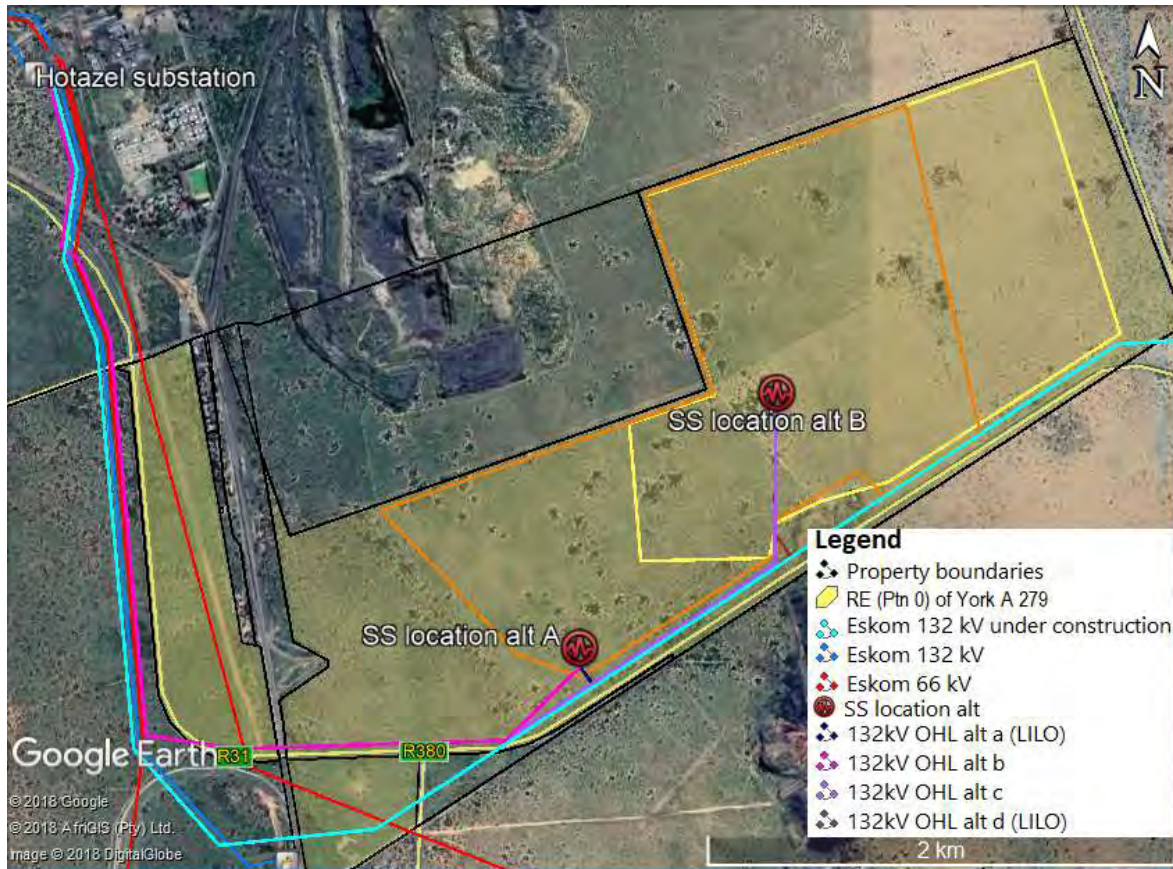 N
Hotazel substation
SS location alt B
SS location alt A
Legend
Property boundaries
RE (Ptn 0) of York A 279
Eskom 132 kV under construction
Eskom 132 kV
Eskom 66 kV
SS location alt
132kV OHL alt a (LILO)
132kV OHL alt b
132kV OHL alt c
132kV OHL alt d (LILO)
Google Earth
R31
R380
© 2018 Google
© 2018 AfriGIS (Pty) Ltd.
Image © 2018 DigitalGlobe
2 km